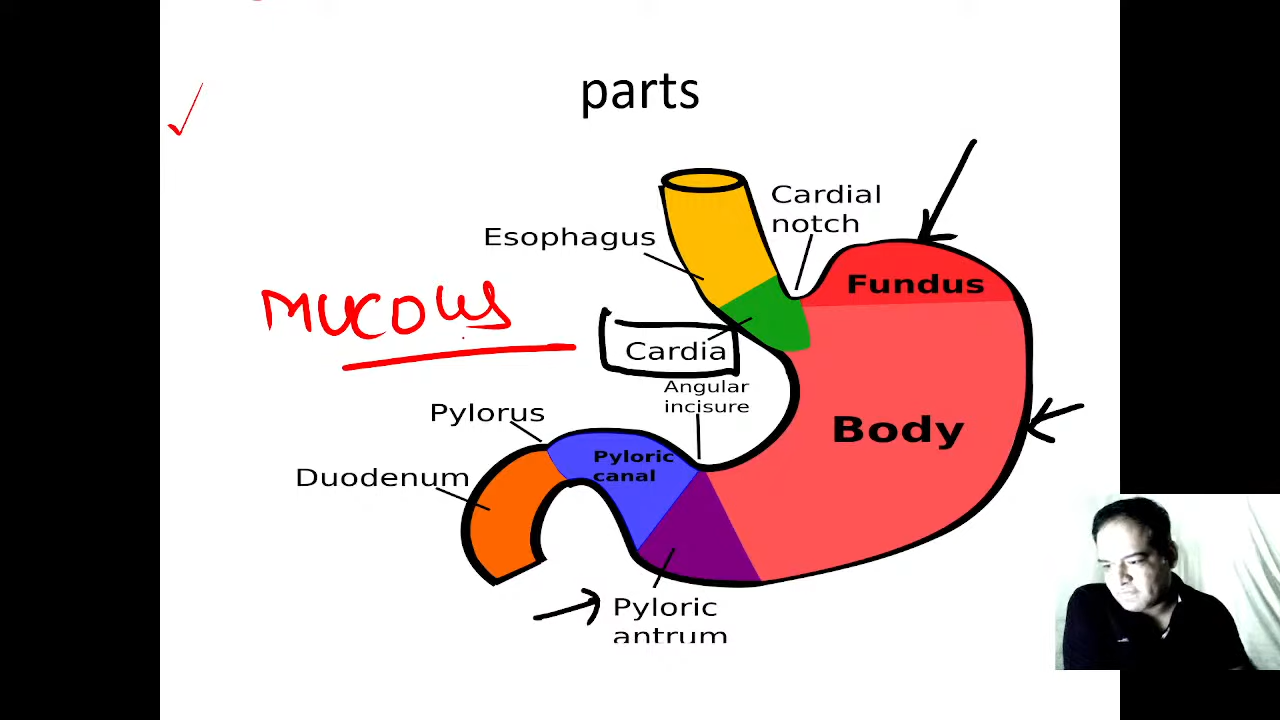 parts
Cardial
notch
Esophagus
Fundus
MUCOUS
Cardia
Angular
incisure
Pylorus
Body
Pyloric
canal
Duodenum
Pyloric
antrum